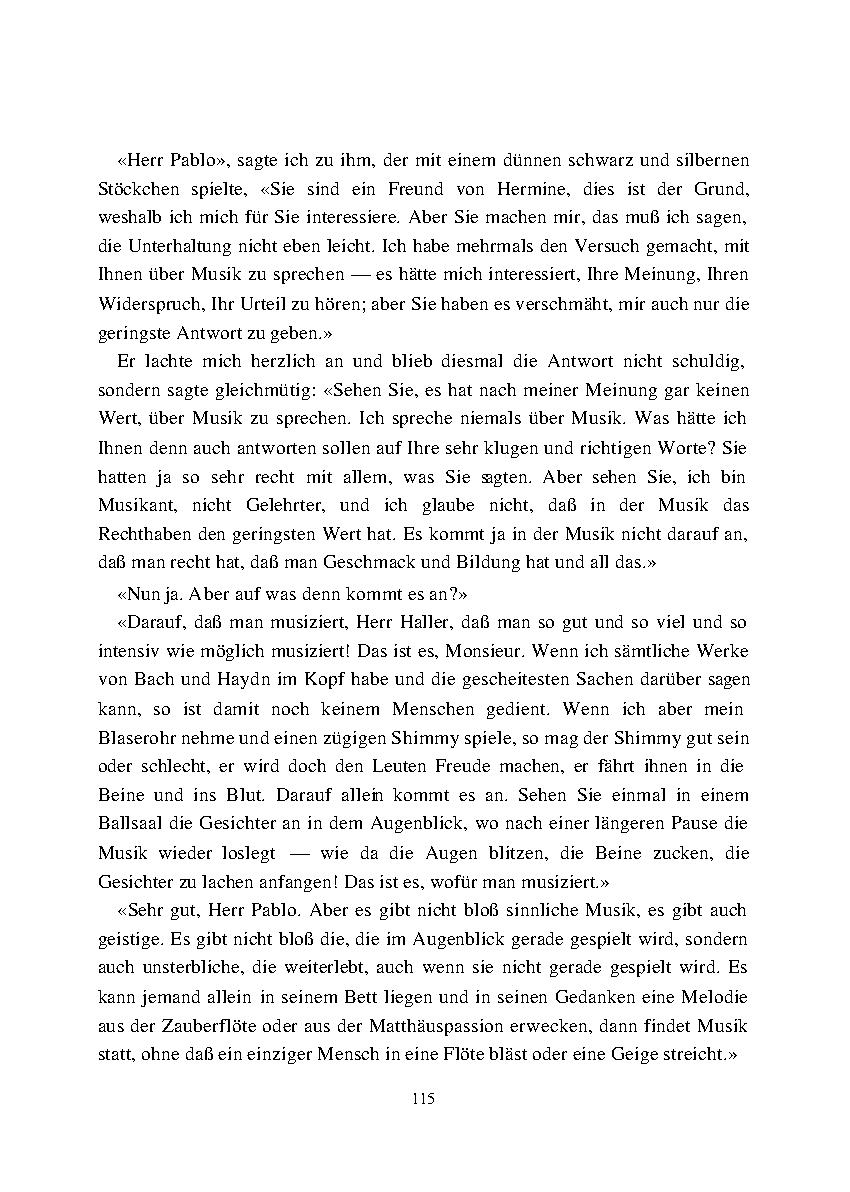 «Herr Pablo», sagte ich zu ihm, der mit einem dünnen schwarz und silbernen
Stöckchen spielte, «Sie sind ein Freund von Hermine, dies ist der Grund,
weshalb ich mich für Sie interessiere. Aber Sie machen mir, das muß ich sagen,
die Unterhaltung nicht eben leicht. Ich habe mehrmals den Versuch gemacht, mit
Ihnen über Musik zu sprechen — es hätte mich interessiert, Ihre Meinung, Ihren
Widerspruch, Ihr Urteil zu hören; aber Sie haben es verschmäht, mir auch nur die
geringste Antwort zu geben.»
Er lachte mich herzlich an und blieb diesmal die Antwort nicht schuldig,
sondern sagte gleichmütig: «Sehen Sie, es hat nach meiner Meinung gar keinen
Wert, über Musik zu sprechen. Ich spreche niemals über Musik. Was hätte ich
Ihnen denn auch antworten sollen auf Ihre sehr klugen und richtigen Worte? Sie
hatten ja so sehr recht mit allem, was Sie sagten. Aber sehen Sie, ich bin
Musikant, nicht Gelehrter, und ich glaube nicht, daß in der Musik das
Rechthaben den geringsten Wert hat. Es kommt ja in der Musik nicht darauf an,
daß man recht hat, daß man Geschmack und Bildung hat und all das.»
«Nun ja. Aber auf was denn kommt es an?»
«Darauf, daß man musiziert, Herr Haller, daß man so gut und so viel und so
intensiv wie möglich musiziert! Das ist es, Monsieur. Wenn ich sämtliche Werke
von Bach und Haydn im Kopf habe und die gescheitesten Sachen darüber sagen
kann, so ist damit noch keinem Menschen gedient. Wenn ich aber mein
Blaserohr nehme und einen zügigen Shimmy spiele, so mag der Shimmy gut sein
oder schlecht, er wird doch den Leuten Freude machen, er fährt ihnen in die
Beine und ins Blut. Darauf allein kommt es an. Sehen Sie einmal in einem
Ballsaal die Gesichter an in dem Augenblick, wo nach einer längeren Pause die
Musik wieder loslegt — wie da die Augen blitzen, die Beine zucken, die
Gesichter zu lachen anfangen! Das ist es, wofür man musiziert.»
«Sehr gut, Herr Pablo. Aber es gibt nicht bloß sinnliche Musik, es gibt auch
geistige. Es gibt nicht bloß die, die im Augenblick gerade gespielt wird, sondern
auch unsterbliche, die weiterlebt, auch wenn sie nicht gerade gespielt wird. Es
kann jemand allein in seinem Bett liegen und in seinen Gedanken eine Melodie
aus der Zauberflöte oder aus der Matthäuspassion erwecken, dann findet Musik
statt, ohne daß ein einziger Mensch in eine Flöte bläst oder eine Geige streicht.»
115